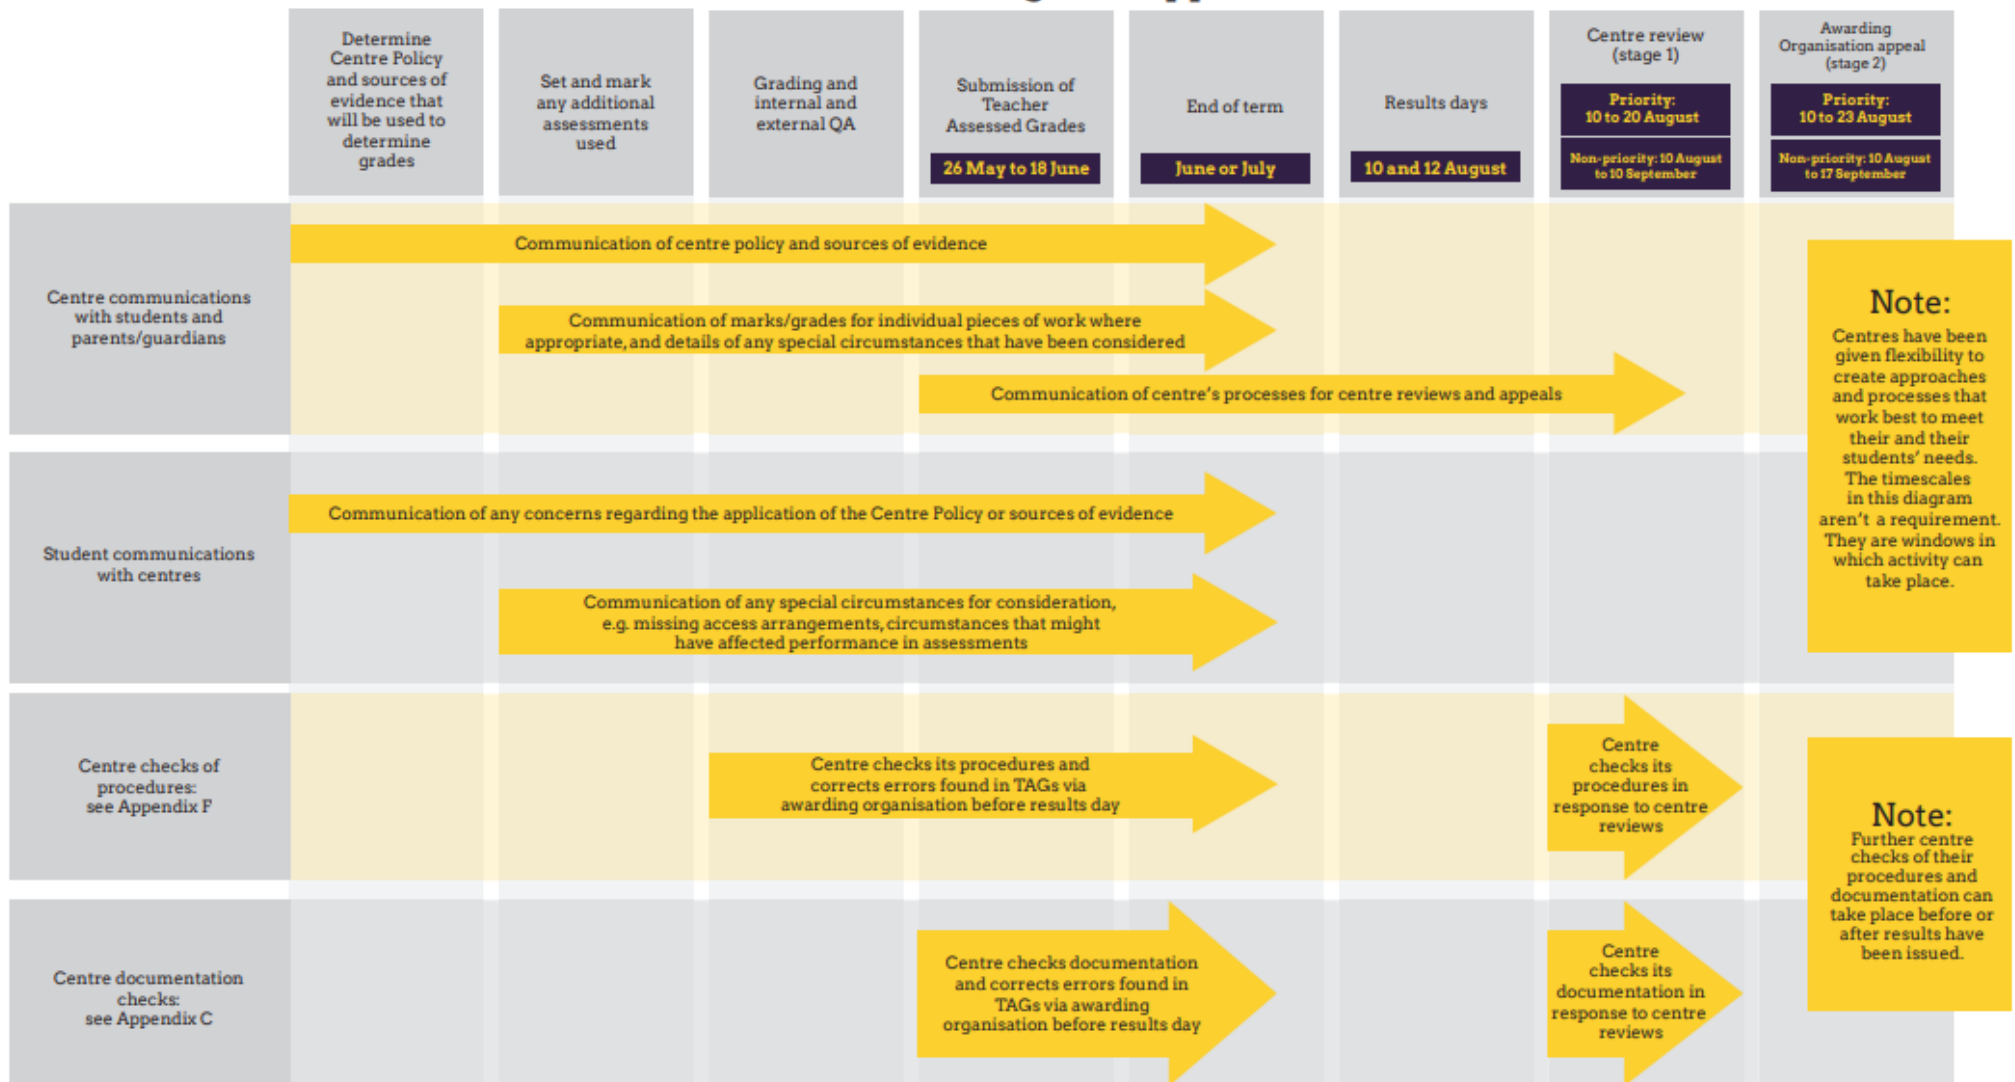 Determine
Centre Policy
and sources of
evidence that
will be used to
determine
grades
Set and mark
any additional
assessments
used
Grading and
internal and
external QA
Submission of
Teacher
Assessed Grades
26 May to 18 June
End of term
June or July
Results days
10 and 12 August
Centre review
(stage 1)
Priority:
10 to 20 August
Non-priority: 10 August
to 10 September
Awarding
Organisation appeal
(stage 2)
Priority:
10 to 23 August
Non-priority: 10 August
to 17 September
Centre communications
with students and
parents/guardians
Communication of centre policy and sources of evidence
Communication of marks/grades for individual pieces of work where
appropriate, and details of any special circumstances that have been considered
Communication of centre's processes for centre reviews and appeals
Note:
Centres have been
given flexibility to
create approaches
and processes that
work best to meet
their and their
students' needs.
The timescales
in this diagram
aren't a requirement.
They are windows in
which activity can
take place.
Student communications
with centres
Communication of any concerns regarding the application of the Centre Policy or sources of evidence
Communication of any special circumstances for consideration,
e.g. missing access arrangements, circumstances that might
have affected performance in assessments
Centre checks of
procedures:
see Appendix F
Centre checks its procedures and
corrects errors found in TAGs via
awarding organisation before results day
Centre
checks its
procedures in
response to centre
reviews
Note:
Further centre
checks of their
procedures and
documentation can
take place before or
after results have
been issued.
Centre documentation
checks:
see Appendix C
Centre checks documentation
and corrects errors found in
TAGs via awarding
organisation before results day
Centre
checks its
documentation in
response to centre
reviews